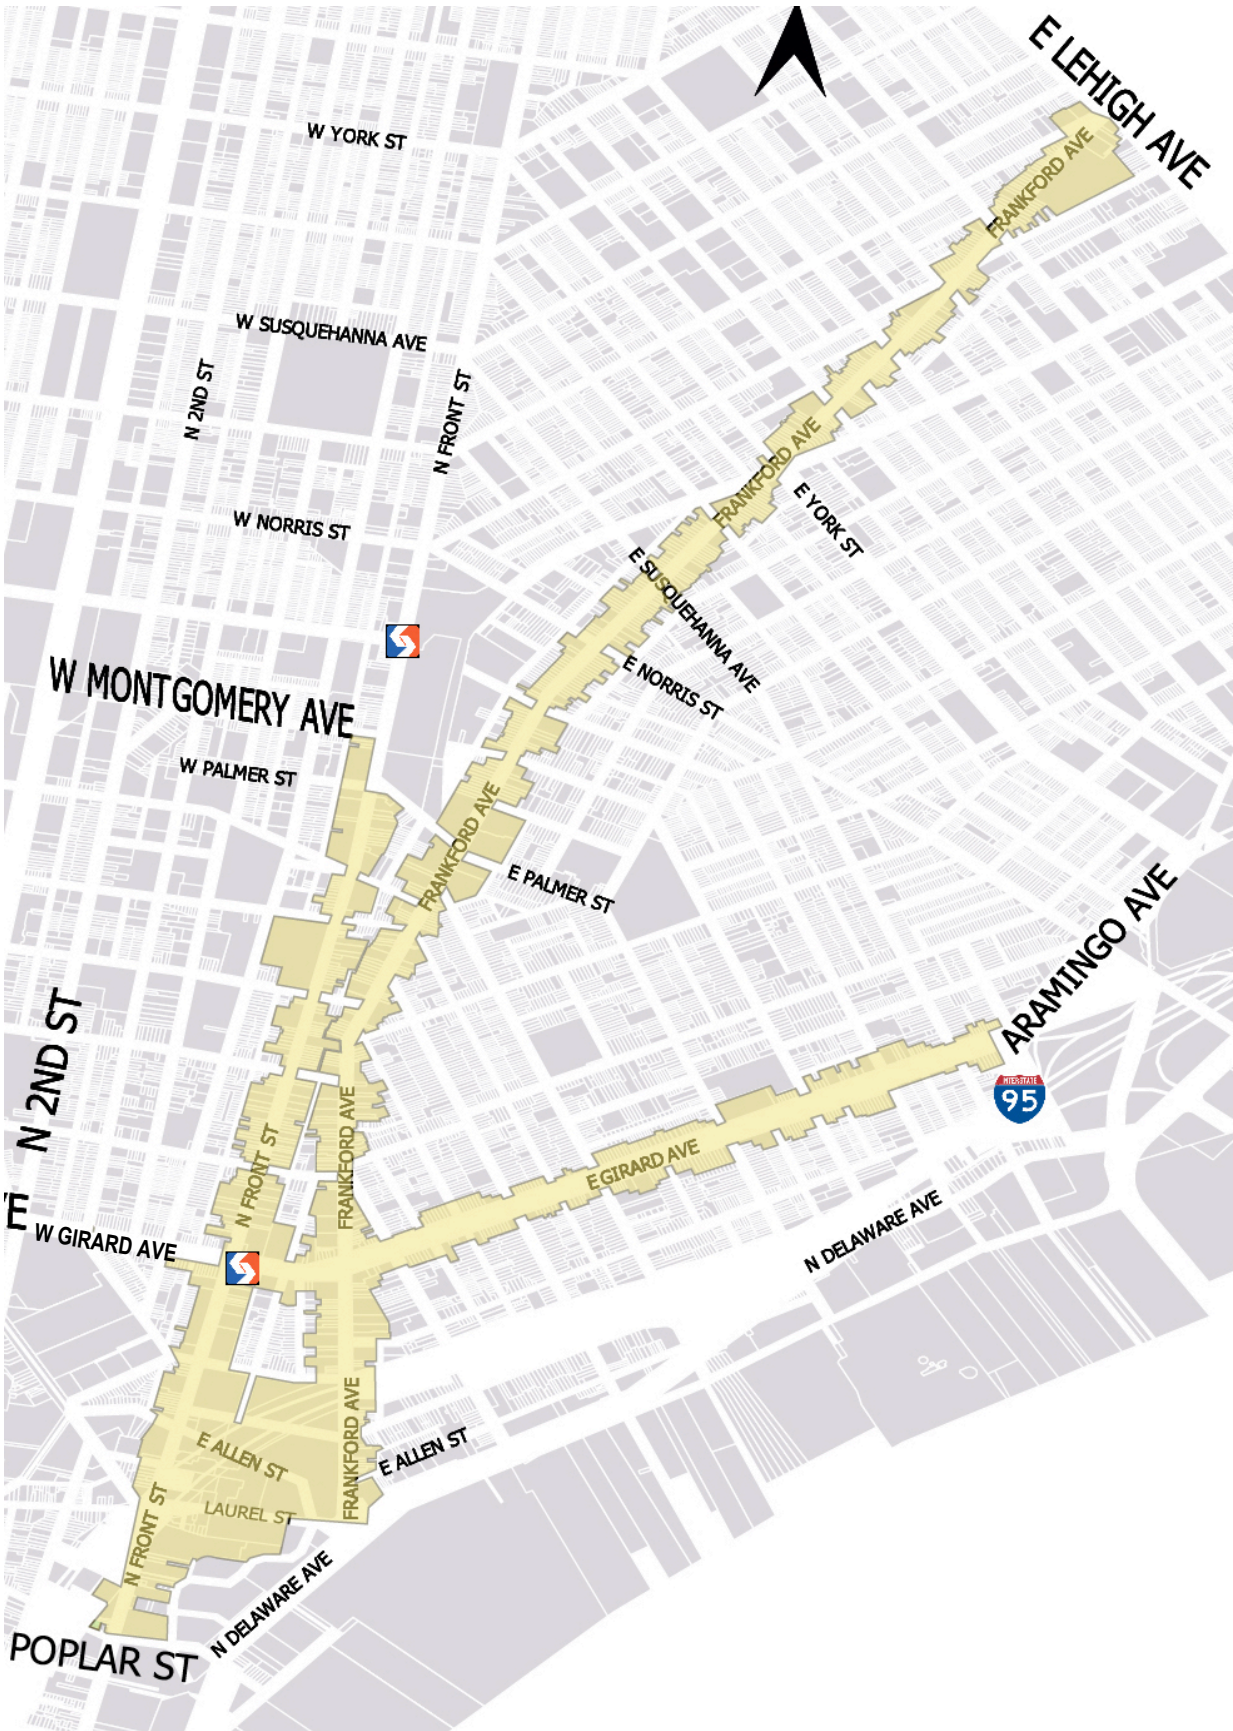 E LEHIGH AVE
W YORK ST
FRANKFORD AVE
W SUSQUEHANNA AVE
N 2ND ST
N FRONT ST
FRANKFORD AVE
FRANKFORD AVE
E YORK ST
W NORRIS ST
E SUSQUEHANNA AVE
E NORRIS ST
W MONTGOMERY AVE
W PALMER ST
FRANKFORD AVE
E PALMER ST
ARAMINGO AVE
N 2ND ST
INTERSTATE
95
FRANKFORD AVE
N FRONT ST
E GIRARD AVE
N DELAWARE AVE
W GIRARD AVE
FRANKFORD AVE
E ALLEN ST
E ALLEN ST
LAUREL ST
N FRONT ST
N DELAWARE AVE
POPLAR ST